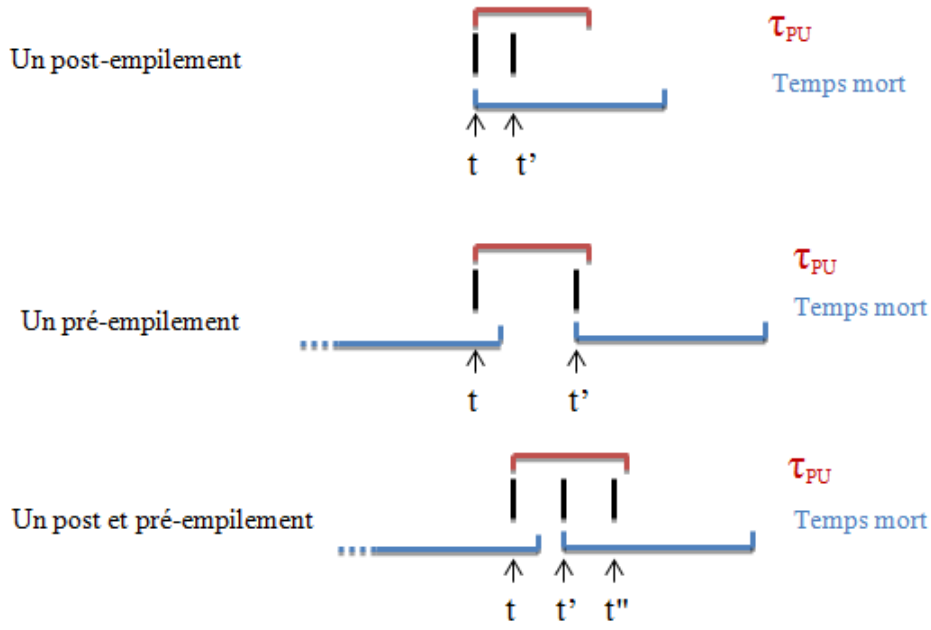 τPU
Un post-empilement
Temps mort
t t’
τPU
Un pré-empilement
Temps mort
t t’
τPU
Un post et pré-empilement
Temps mort
t t’ t"